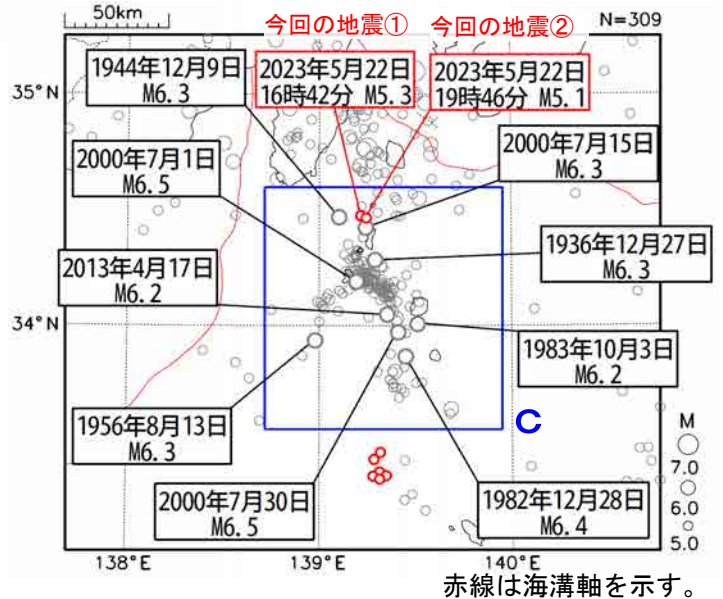 50km
今回の地震① 今回の地震②
N=309
35°N
1944年12月9日
M6.3
2023年5月22日
16時42分 M5.3
2023年5月22日
19時46分 M5.1
2000年7月1日
M6.5
2000年7月15日
M6.3
2013年4月17日
M6.2
1936年12月27日
M6.3
34°N
1983年10月3日
M6.2
1956年8月13日
M6.3
C
M
7.0
6.0
5.0
2000年7月30日
M6.5
1982年12月28日
M6.4
138°E 139°E 140°E
赤線は海溝軸を示す。